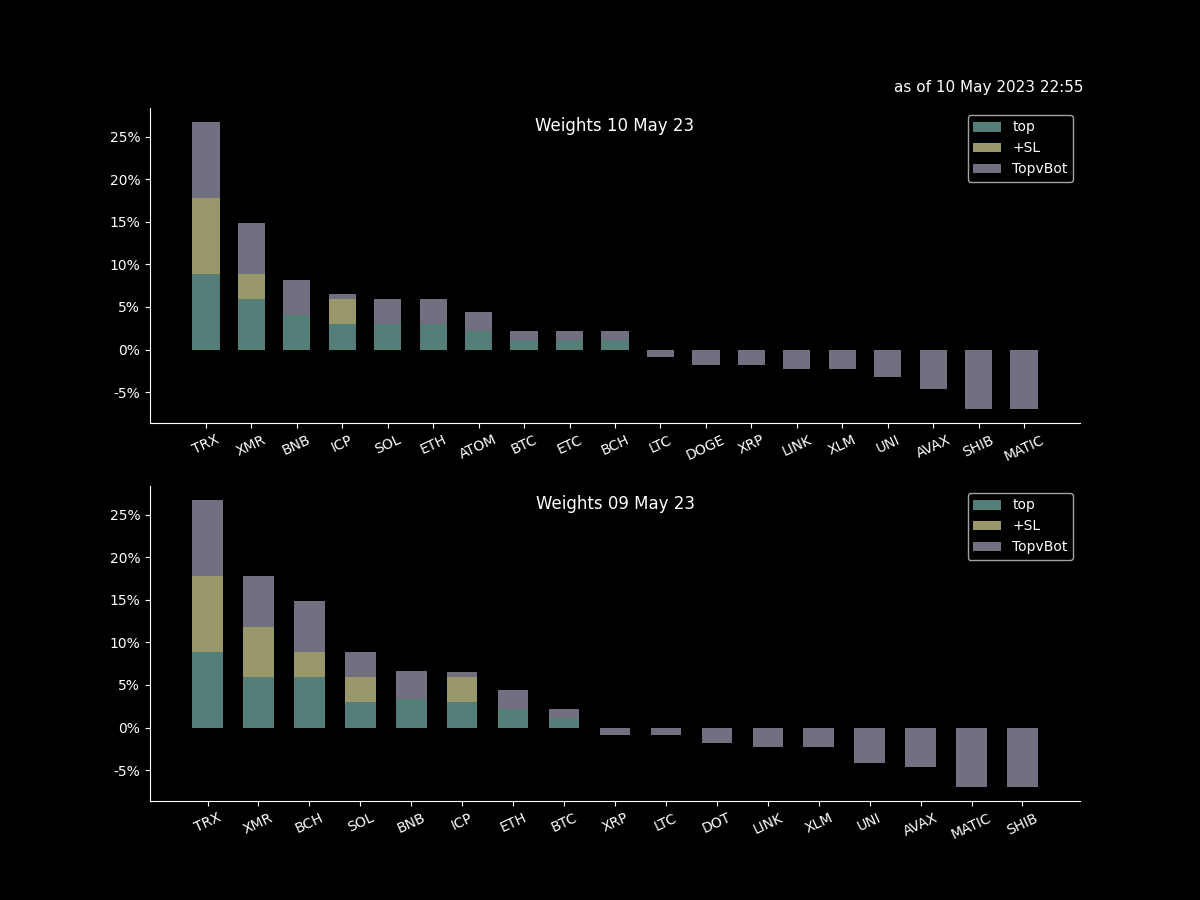 as of 10 May 2023 22:55
Weights 10 May 23
top
+SL
TopvBot
25%
20%
15%
10%
5%
0%
-5%
TRX XMR BNB ICP SOL ETH ATOM BTC ETC BCH LTC DOGE XRP LINK XLM UNI AVAX SHIB MATIC
Weights 09 May 23
top
+SL
TopvBot
25%
20%
15%
10%
5%
0%
-5%
TRX XMR BCH SOL BNB ICP ETH BTC XRP LTC DOT LINK XLM UNI AVAX MATIC SHIB